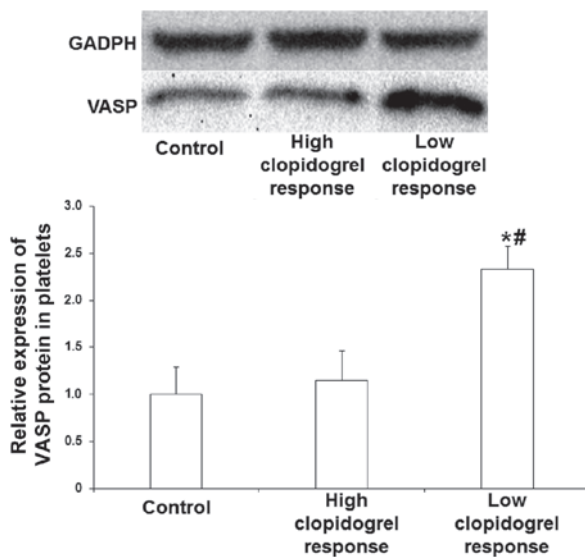 GADPH
VASP
Control
High
clopidogrel
response
Low
clopidogrel
response
Relative expression of
VASP protein in platelets
3.0
2.5
2.0
1.5
1.0
0.5
0
*#
Control
High
clopidogrel
response
Low
clopidogrel
response